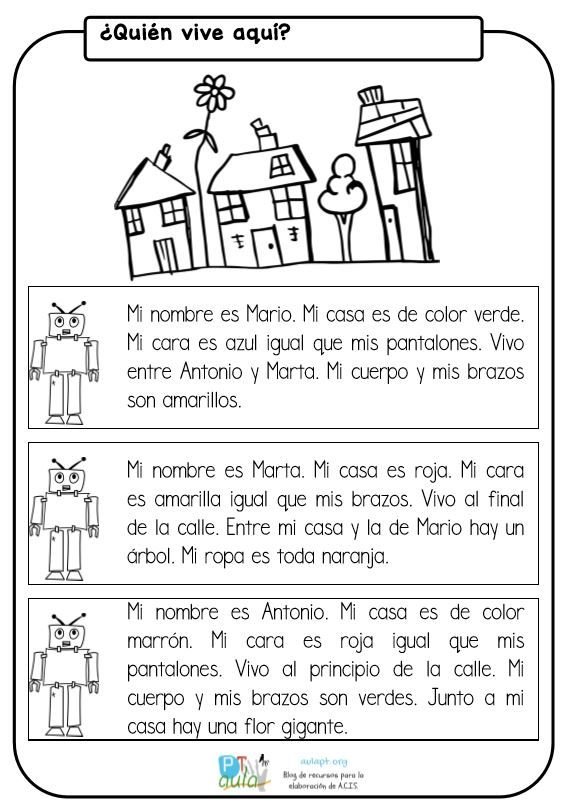 ¿Quién vive aquí?
Mi nombre es Mario. Mi casa es de color verde.
Mi cara es azul igual que mis pantalones. Vivo
entre Antonio y Marta. Mi cuerpo y mis brazos
son amarillos.
Mi nombre es Marta. Mi casa es roja. Mi cara
es amarilla igual que mis brazos. Vivo al final
de la calle. Entre mi casa y la de Mario hay un
árbol. Mi ropa es toda naranja.
Mi nombre es Antonio. Mi casa es de color
marrón. Mi cara es roja igual que mis
pantalones. Vivo al principio de la calle. Mi
cuerpo y mis brazos son verdes. Junto a mi
casa hay una flor gigante.
PT
aula
aulapt.org
Blog de recursos para la
elaboración de A.C.I.S.